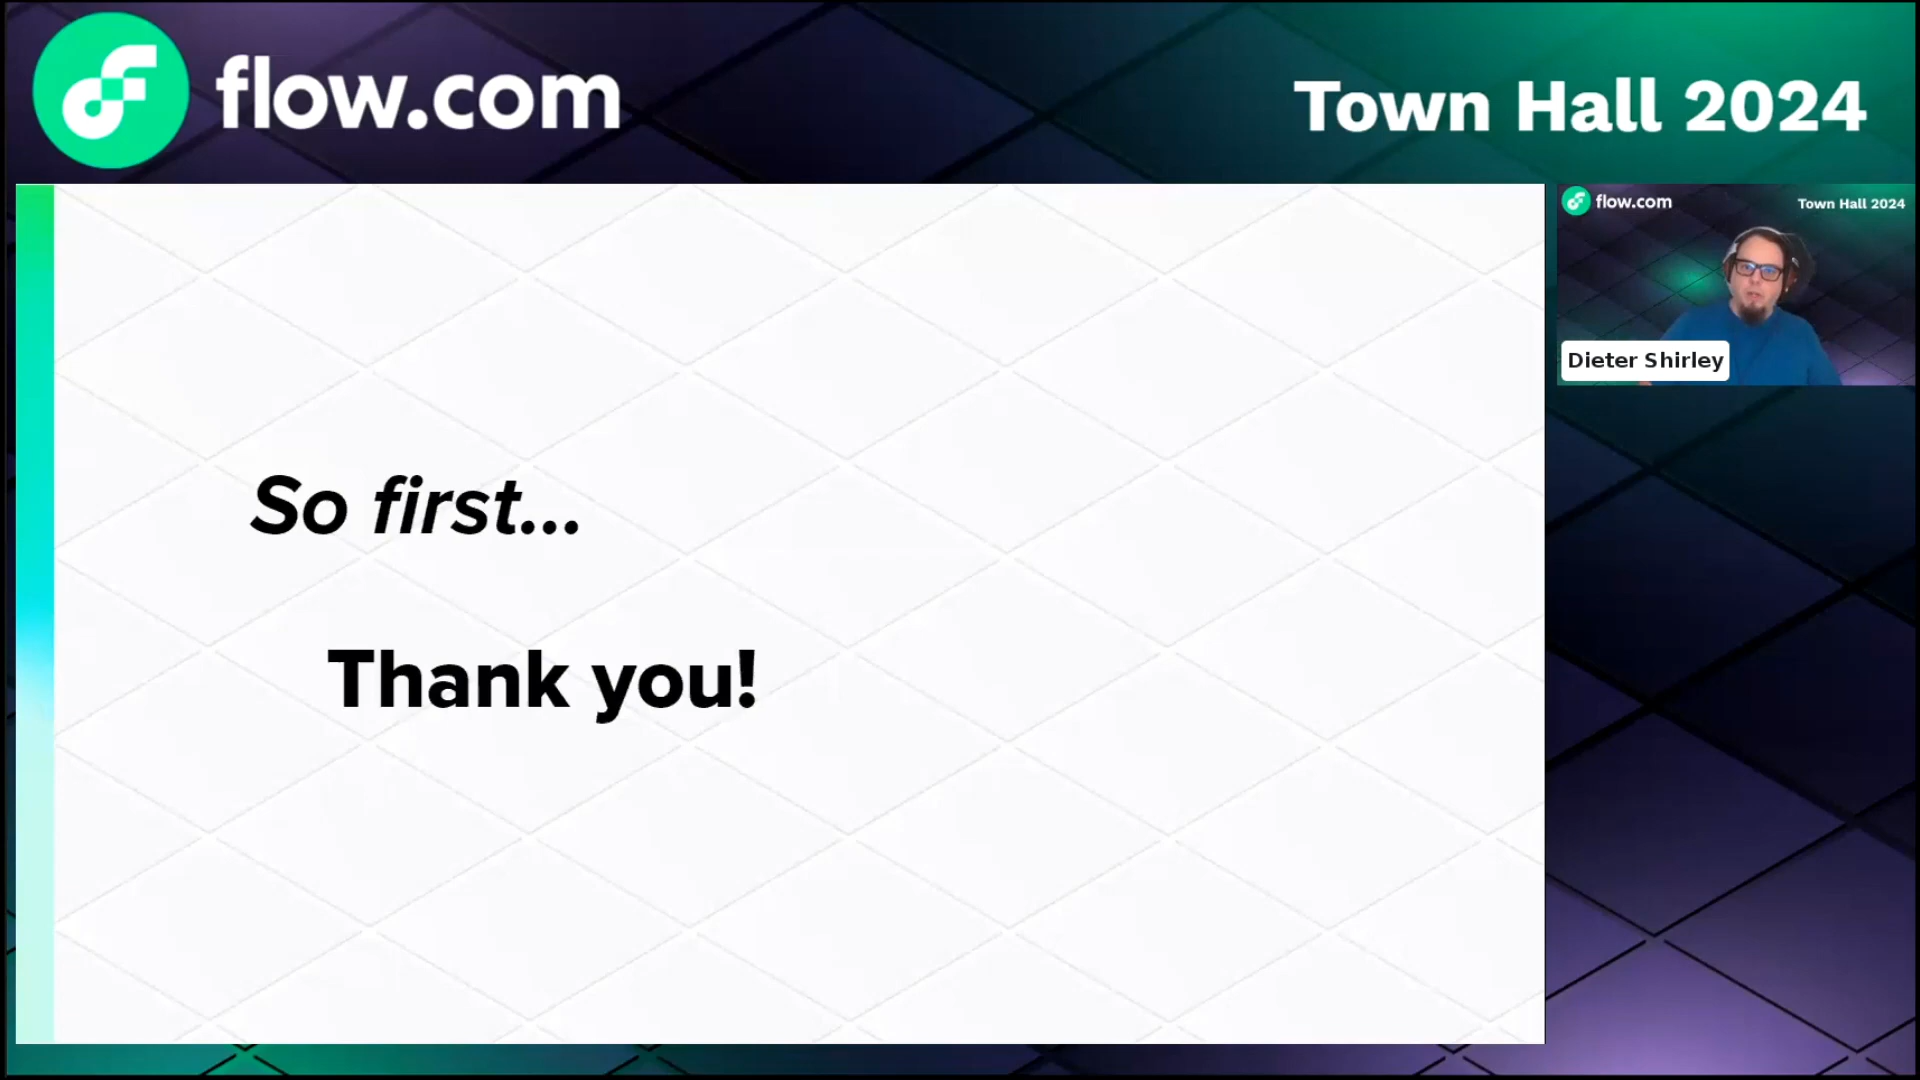 flow.com
Town Hall 2024
flow.com
Town Hall 2024
Dieter Shirley
So first...
Thank you!